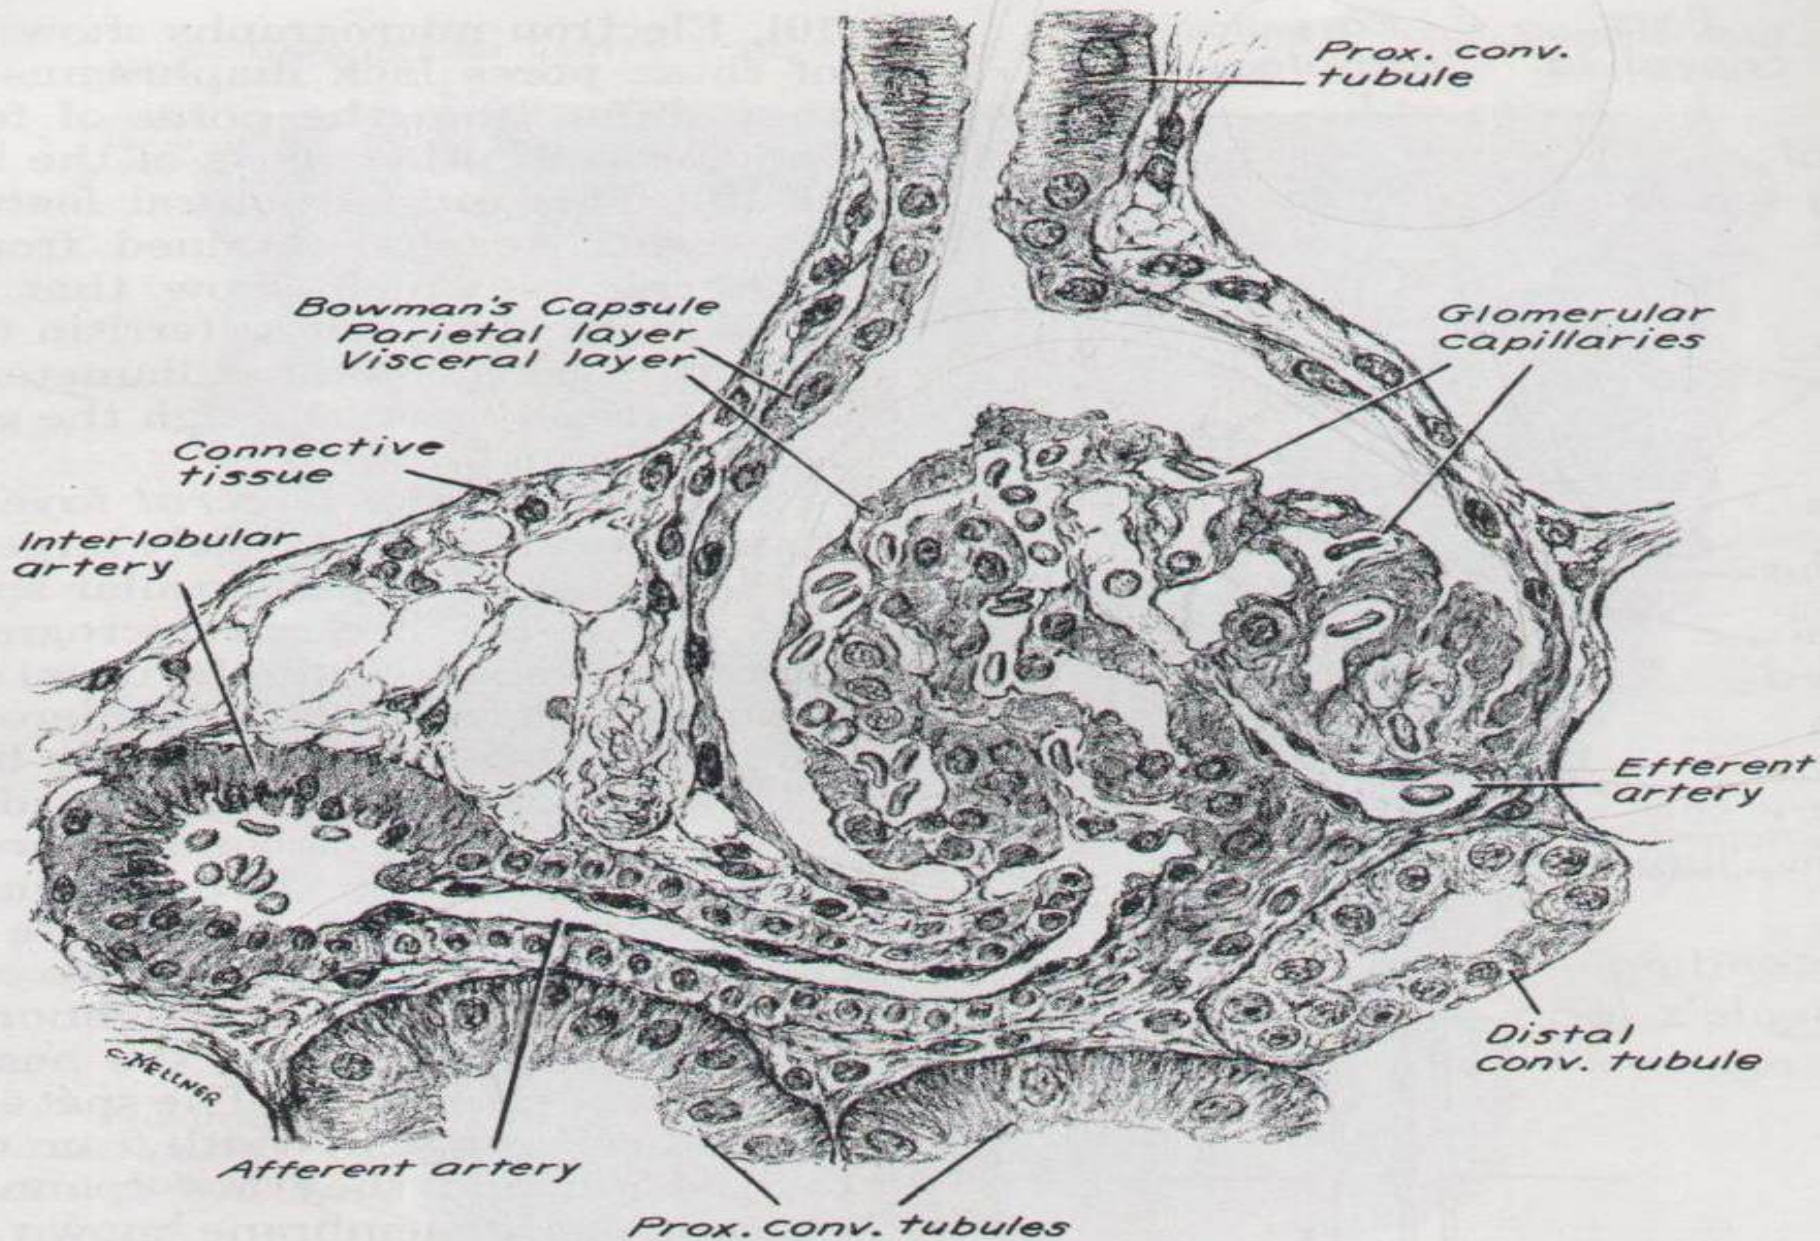 Prox. conv.
tubule
Bowman's Capsule
Parietal layer
Visceral layer
Glomerular
capillaries
Connective
tissue
Interlobular
artery
Efferent
artery
Distal
conv. tubule
C. KELLNER
Afferent artery
Prox. conv. tubules